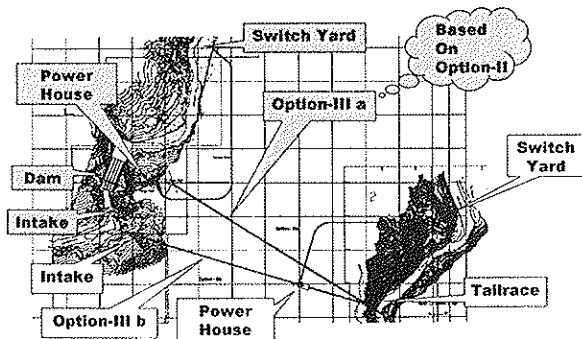 Switch Yard
Based
On
Option-II
Power
House
Option-III a
Switch
Yard
Dam
Intake
Intake
Tailrace
Option-III b
Power
House